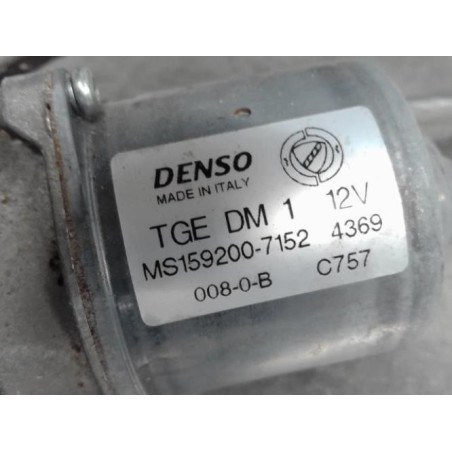 DENSO
MADE IN ITALY
TGE DM 1 12V
MS159200-7152 4369
008-0-B C757